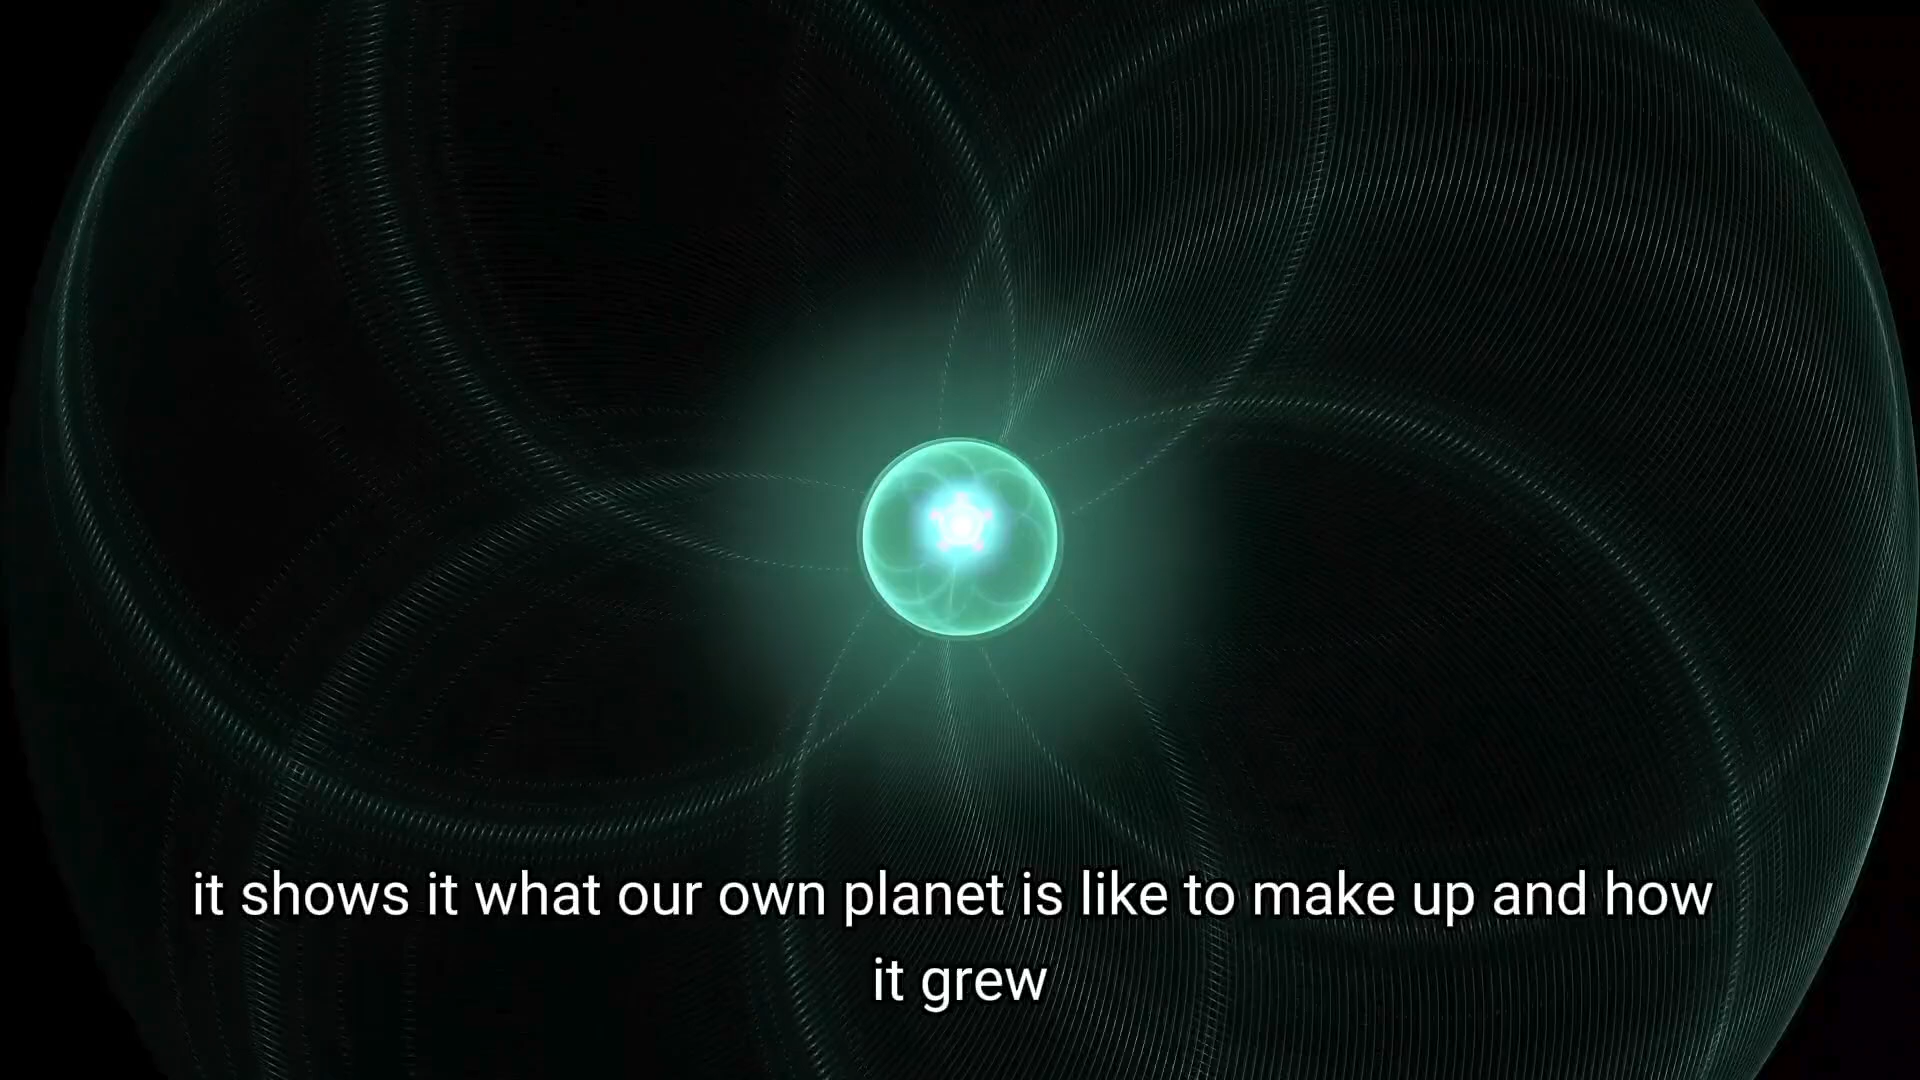 it shows it what our own planet is like to make up and how
it grew